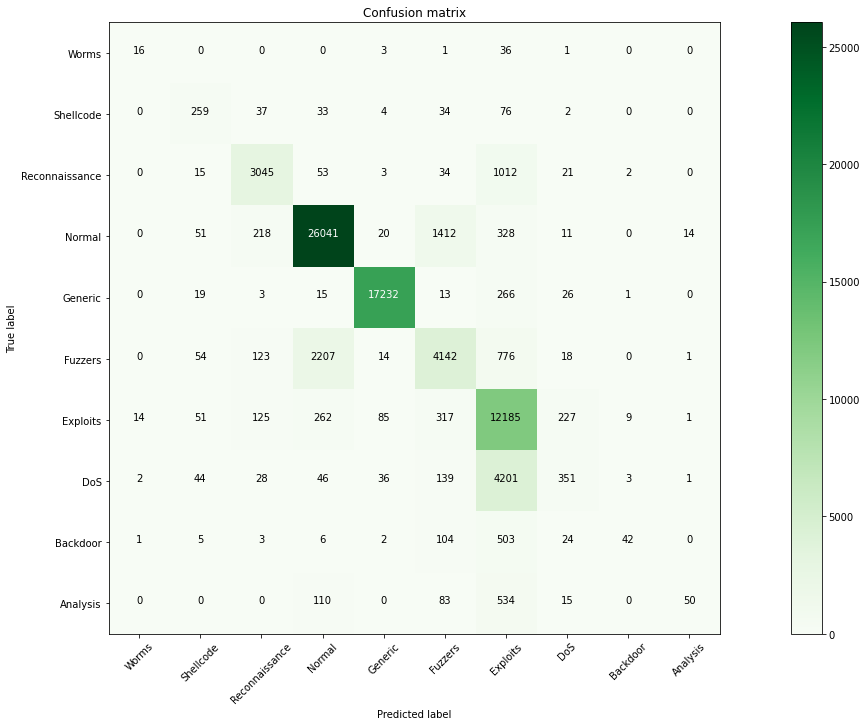 Confusion matrix
Worms 16 0 0 0 3 1 36 1 0 0
Shellcode 0 259 37 33 4 34 76 2 0 0
Reconnaissance 0 15 3045 53 3 34 1012 21 2 0
Normal 0 51 218 26041 20 1412 328 11 0 14
Generic 0 19 3 15 17232 13 266 26 1 0
Fuzzers 0 54 123 2207 14 4142 776 18 0 1
Exploits 14 51 125 262 85 317 12185 227 9 1
DoS 2 44 28 46 36 139 4201 351 3 1
Backdoor 1 5 3 6 2 104 503 24 42 0
Analysis 0 0 0 110 0 83 534 15 0 50
True label
Worms Shellcode Reconnaissance Normal Generic Fuzzers Exploits DoS Backdoor Analysis
Predicted label
25000
20000
15000
10000
5000
0